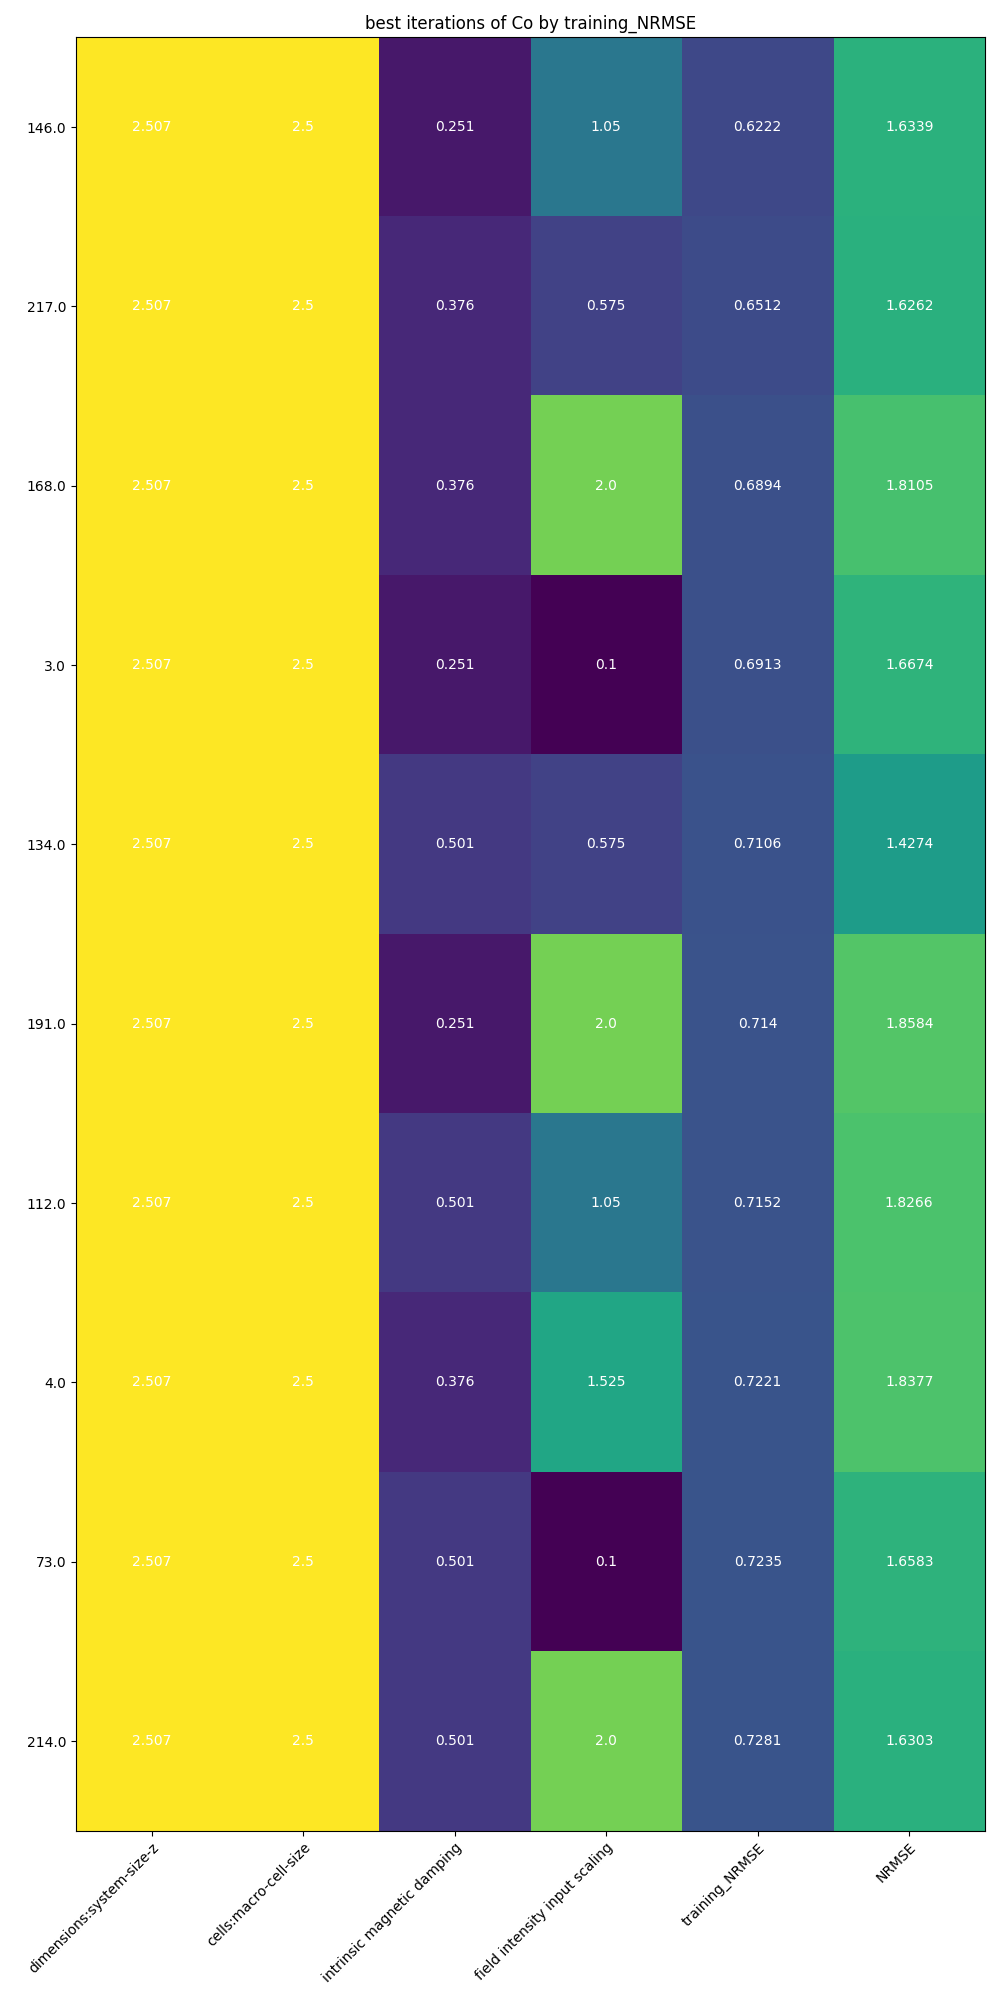 best iterations of Co by training_NRMSE
146.0 2.507 2.5 0.251 1.05 0.6222 1.6339
217.0 2.507 2.5 0.376 0.575 0.6512 1.6262
168.0 2.507 2.5 0.376 2.0 0.6894 1.8105
3.0 2.507 2.5 0.251 0.1 0.6913 1.6674
134.0 2.507 2.5 0.501 0.575 0.7106 1.4274
191.0 2.507 2.5 0.251 2.0 0.714 1.8584
112.0 2.507 2.5 0.501 1.05 0.7152 1.8266
4.0 2.507 2.5 0.376 1.525 0.7221 1.8377
73.0 2.507 2.5 0.501 0.1 0.7235 1.6583
214.0 2.507 2.5 0.501 2.0 0.7281 1.6303
dimensions:system-size-z
cells:macro-cell-size
intrinsic magnetic damping
field intensity input scaling
training_NRMSE
NRMSE